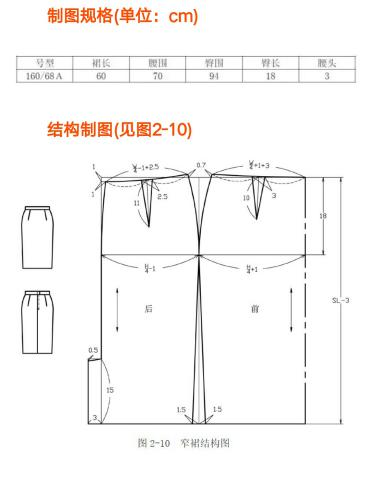 制图规格(单位：cm)
号型 裙长 腰围 臀围 臀长 腰头
160/68A 60 70 94 18 3
结构制图(见图2-10)
1 W/4-1+2.5 0.7 W/4+1+3
1 11 2.5 10 3
18
H/4-1 H/4+1
SL-3
后 前
0.5
15
3 1.5 1.5
图 2-10 窄裙结构图